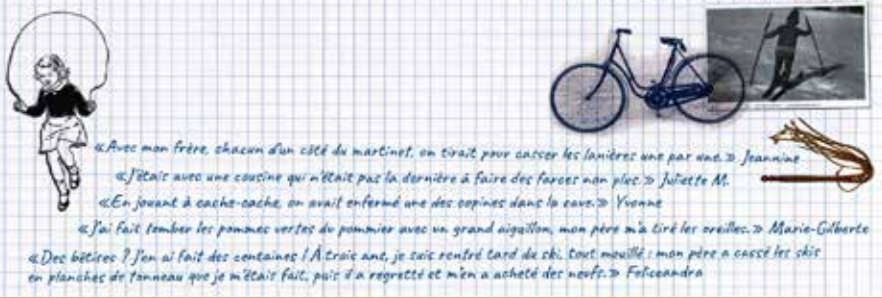 «Avec mon frère, chacun d'un côté du martinet, on tirait pour casser les lanières une par une.» Jeannine
«J'étais avec une cousine qui n'était pas la dernière à faire des farces non plus.» Juliette M.
«En jouant à cache-cache, on avait enfermé une des copines dans la cave.» Yvonne
«J'ai fait tomber les pommes vertes du pommier avec un grand aiguillon, mon père m'a tiré les oreilles.» Marie-Gilberte
«Des bêtises ? J'en ai fait des centaines ! À trois ans, je suis rentré tard du ski, tout mouillé : mon père a cassé les skis
en planches de tonneau que je m'étais fait, puis il a regretté et m'en a acheté des neufs.» Feliceandra